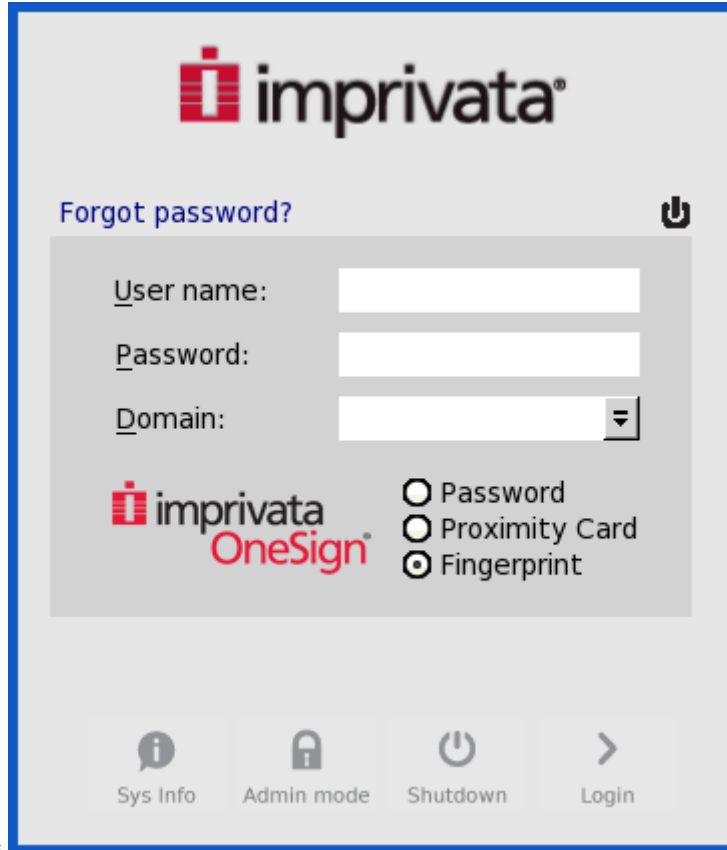 imprivata®
Forgot password?
User name:
Password:
Domain:
imprivata
OneSign®
Password
Proximity Card
Fingerprint
Sys Info
Admin mode
Shutdown
Login